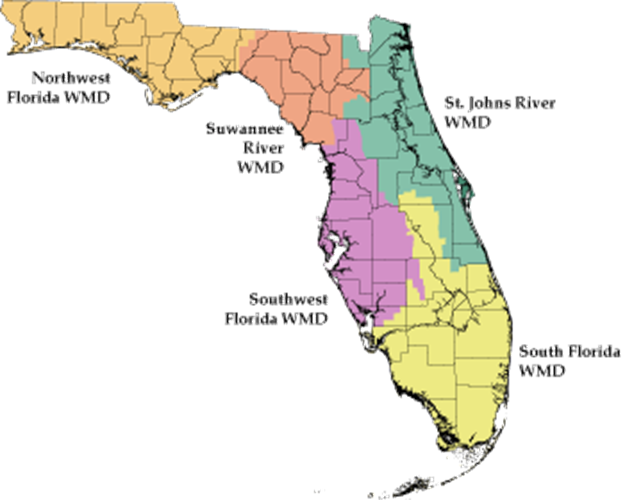 Northwest
Florida WMD
St. Johns River
WMD
Suwannee
River
WMD
Southwest
Florida WMD
South Florida
WMD